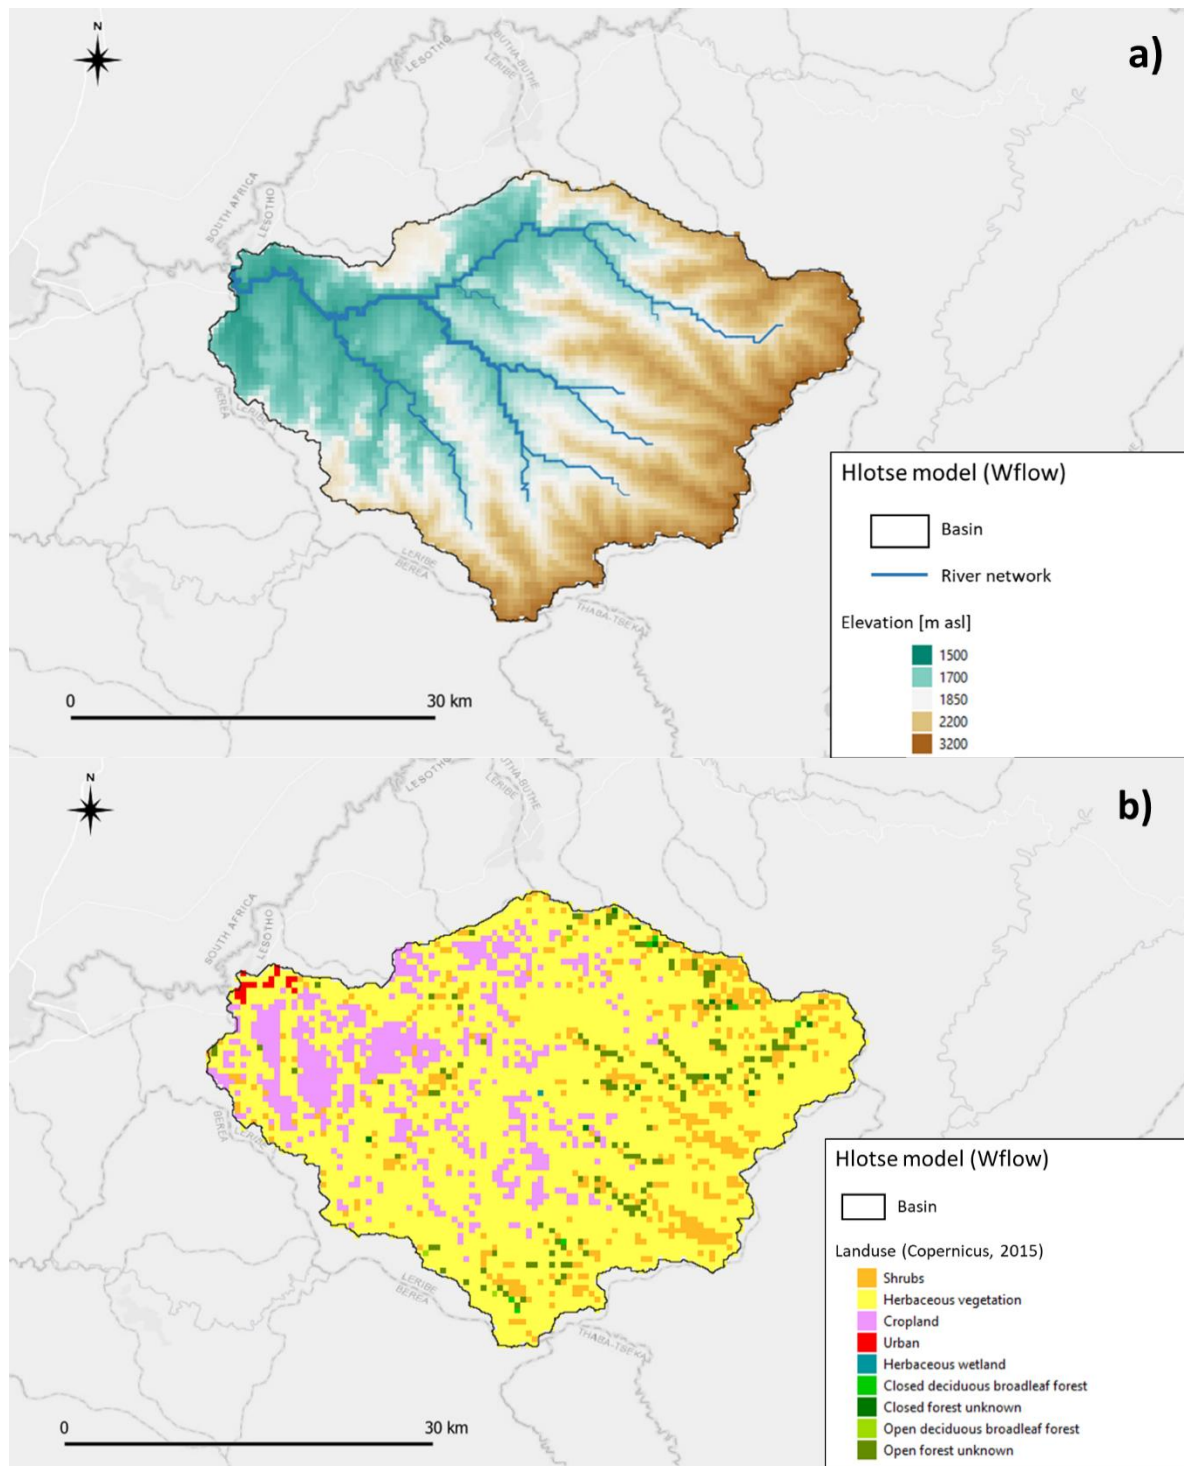 N
a)
LESOTHO
BUTHA-BUTHE
LERIBE
SOUTH AFRICA
LESOTHO
BEREA
LERIBE
LERIBE
BEREA
THABA-TSEKA
0 30 km
Hlotse model (Wflow)
Basin
River network
Elevation [m asl]
1500
1700
1850
2200
3200
N
b)
LESOTHO
BUTHA-BUTHE
LERIBE
SOUTH AFRICA
LESOTHO
BEREA
LERIBE
LERIBE
BEREA
THABA-TSEKA
0 30 km
Hlotse model (Wflow)
Basin
Landuse (Copernicus, 2015)
Shrubs
Herbaceous vegetation
Cropland
Urban
Herbaceous wetland
Closed deciduous broadleaf forest
Closed forest unknown
Open deciduous broadleaf forest
Open forest unknown